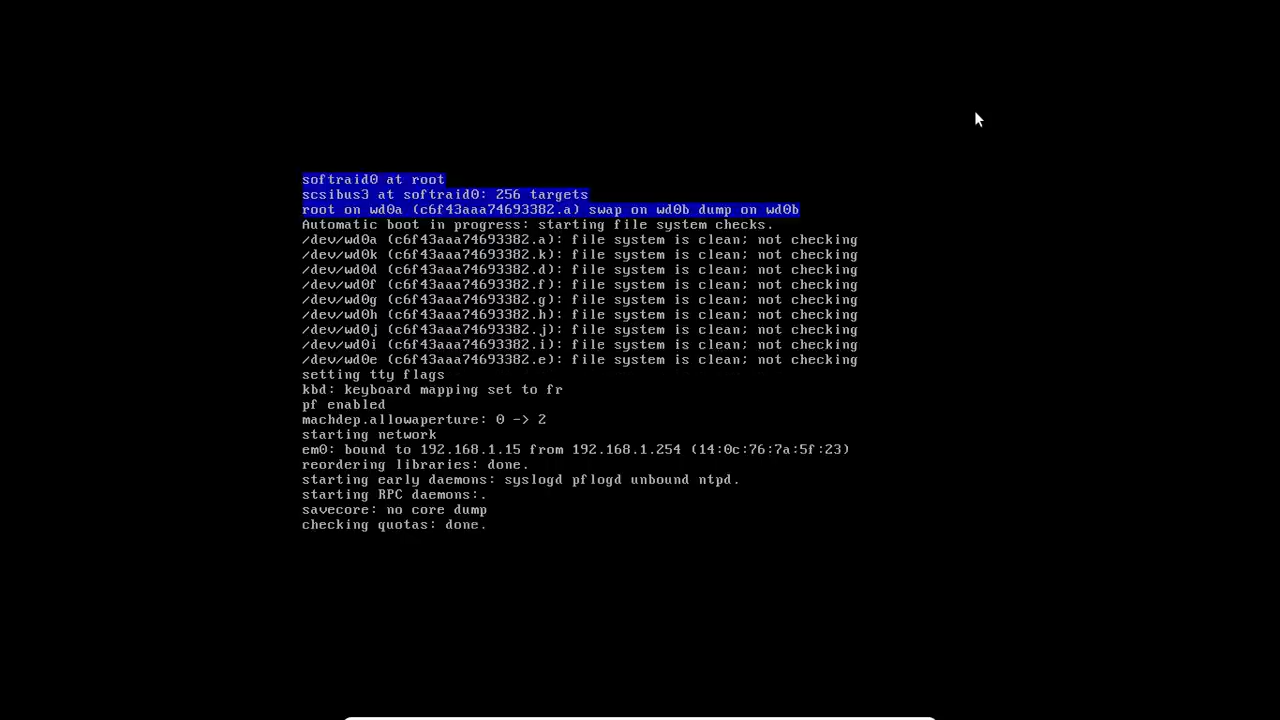 softraid0 at root
scsibus3 at softraid0: 256 targets
root on wd0a (c6f43aaa74693382.a) swap on wd0b dump on wd0b
Automatic boot in progress: starting file system checks.
/dev/wd0a (c6f43aaa74693382.a): file system is clean; not checking
/dev/wd0k (c6f43aaa74693382.k): file system is clean; not checking
/dev/wd0d (c6f43aaa74693382.d): file system is clean; not checking
/dev/wd0f (c6f43aaa74693382.f): file system is clean; not checking
/dev/wd0g (c6f43aaa74693382.g): file system is clean; not checking
/dev/wd0h (c6f43aaa74693382.h): file system is clean; not checking
/dev/wd0j (c6f43aaa74693382.j): file system is clean; not checking
/dev/wd0i (c6f43aaa74693382.i): file system is clean; not checking
/dev/wd0e (c6f43aaa74693382.e): file system is clean; not checking
setting tty flags
kbd: keyboard mapping set to fr
pf enabled
machdep.allowaperture: 0 -> 2
starting network
em0: bound to 192.168.1.15 from 192.168.1.254 (14:0c:76:7a:5f:23)
reordering libraries: done.
starting early daemons: syslogd pflogd unbound ntpd.
starting RPC daemons:.
savecore: no core dump
checking quotas: done.